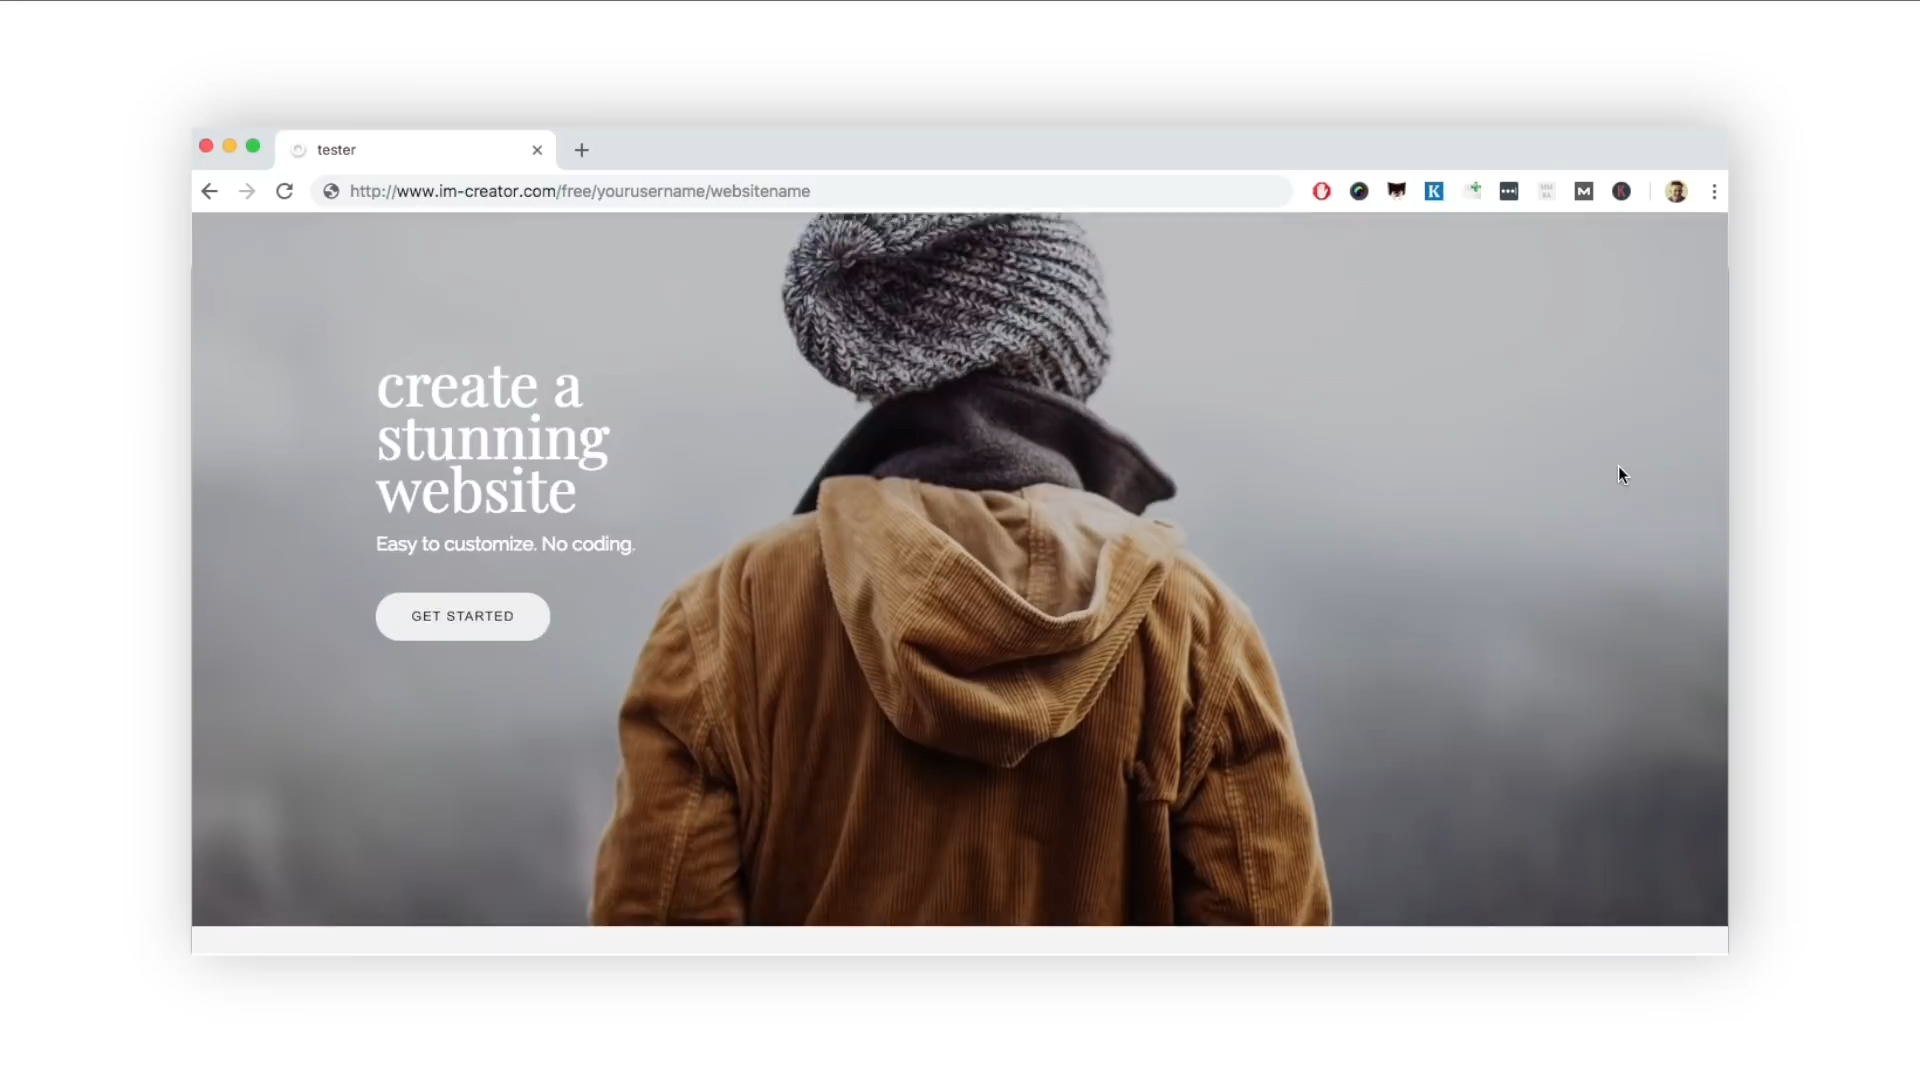 tester
http://www.im-creator.com/free/yourusername/websitename
create a
stunning
website
Easy to customize. No coding.
GET STARTED